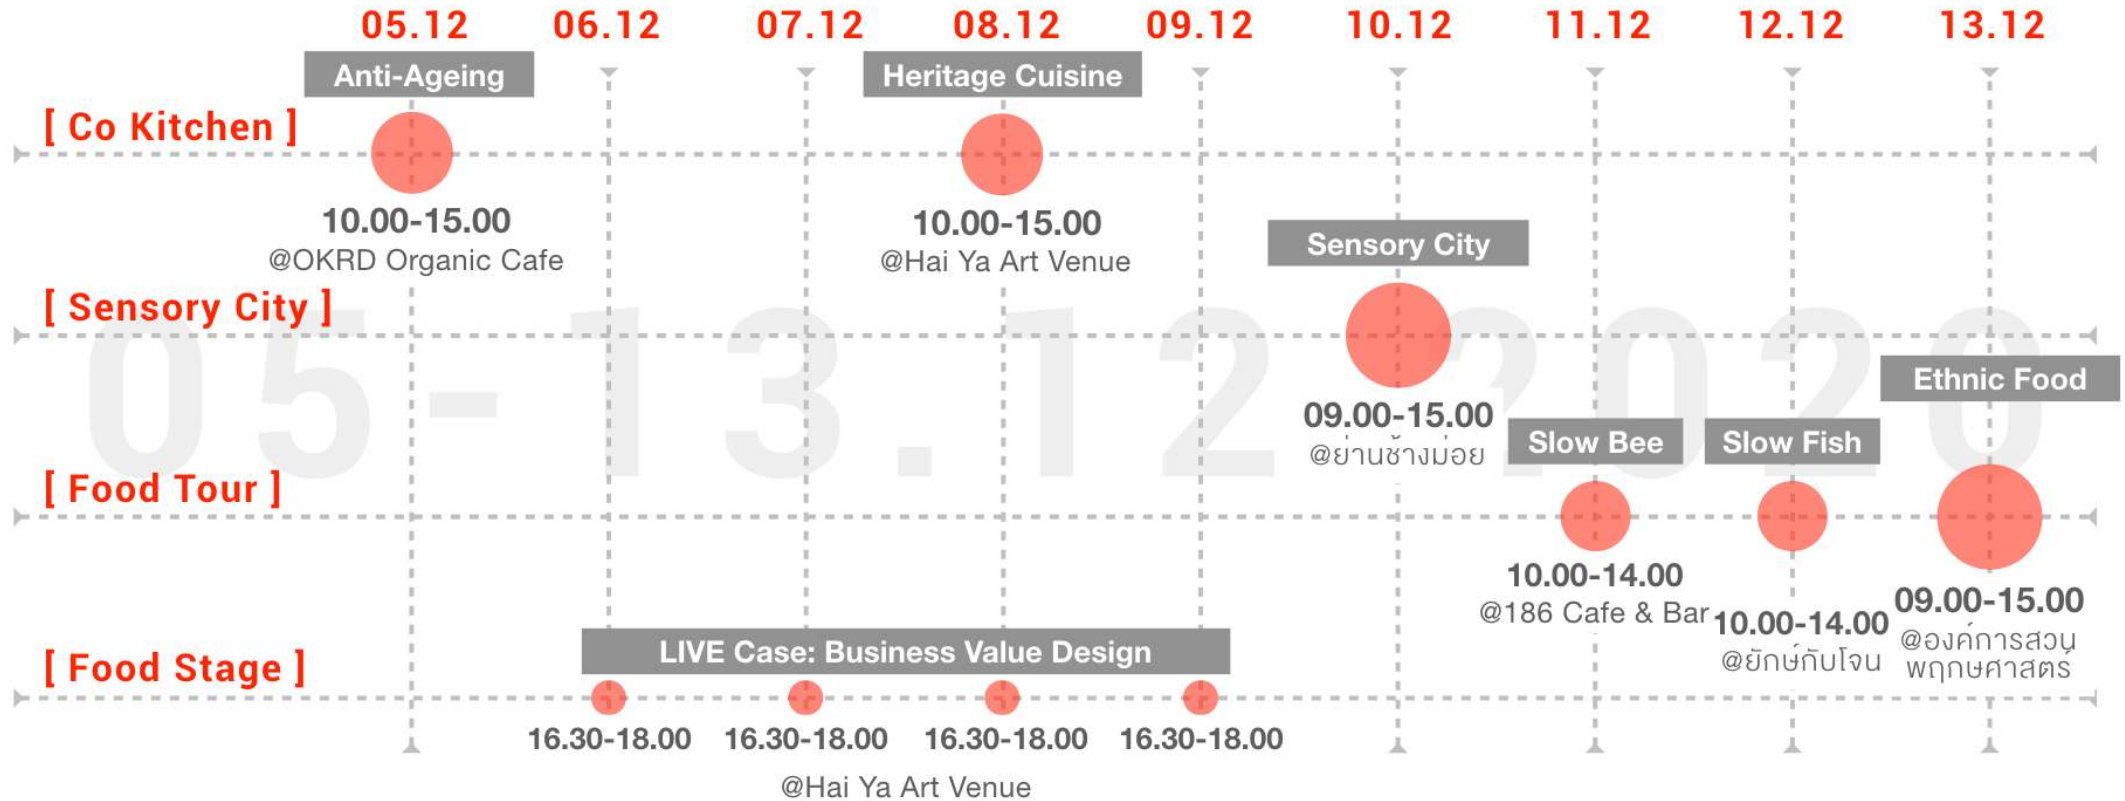 05.12 06.12 07.12 08.12 09.12 10.12 11.12 12.12 13.12
Anti-Ageing
Heritage Cuisine
[ Co Kitchen ]
10.00-15.00
@OKRD Organic Cafe
10.00-15.00
@Hai Ya Art Venue
Sensory City
[ Sensory City ]
05-13.12 2020
09.00-15.00
@ย่านช้างม่อย
Ethnic Food
Slow Bee
Slow Fish
[ Food Tour ]
10.00-14.00
@186 Cafe & Bar
10.00-14.00
@ยักษ์กับโจน
09.00-15.00
@องค์การสวน
พฤกษศาสตร์
[ Food Stage ]
LIVE Case: Business Value Design
16.30-18.00 16.30-18.00 16.30-18.00 16.30-18.00
@Hai Ya Art Venue